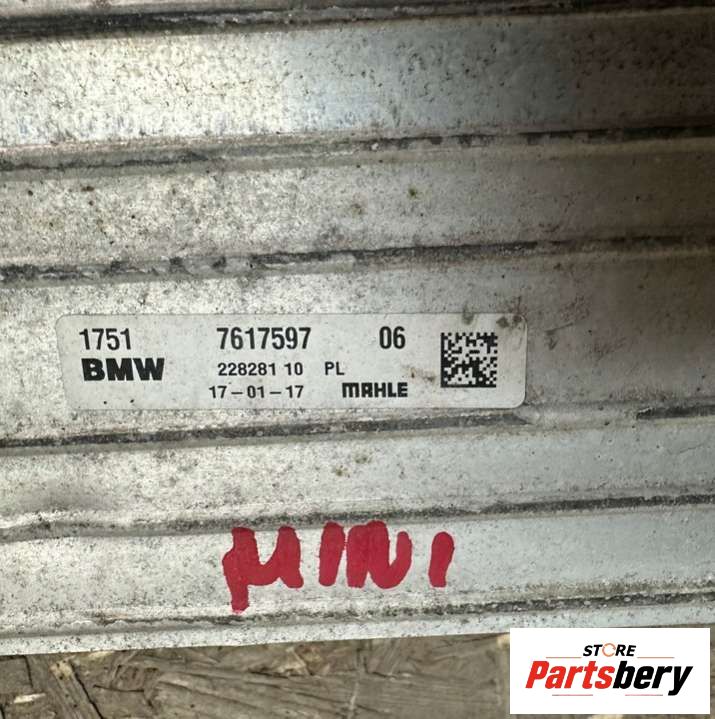 1751 7617597 06
BMW 228281 10 PL
17-01-17 MAHLE
MINI
STORE
Partsbery